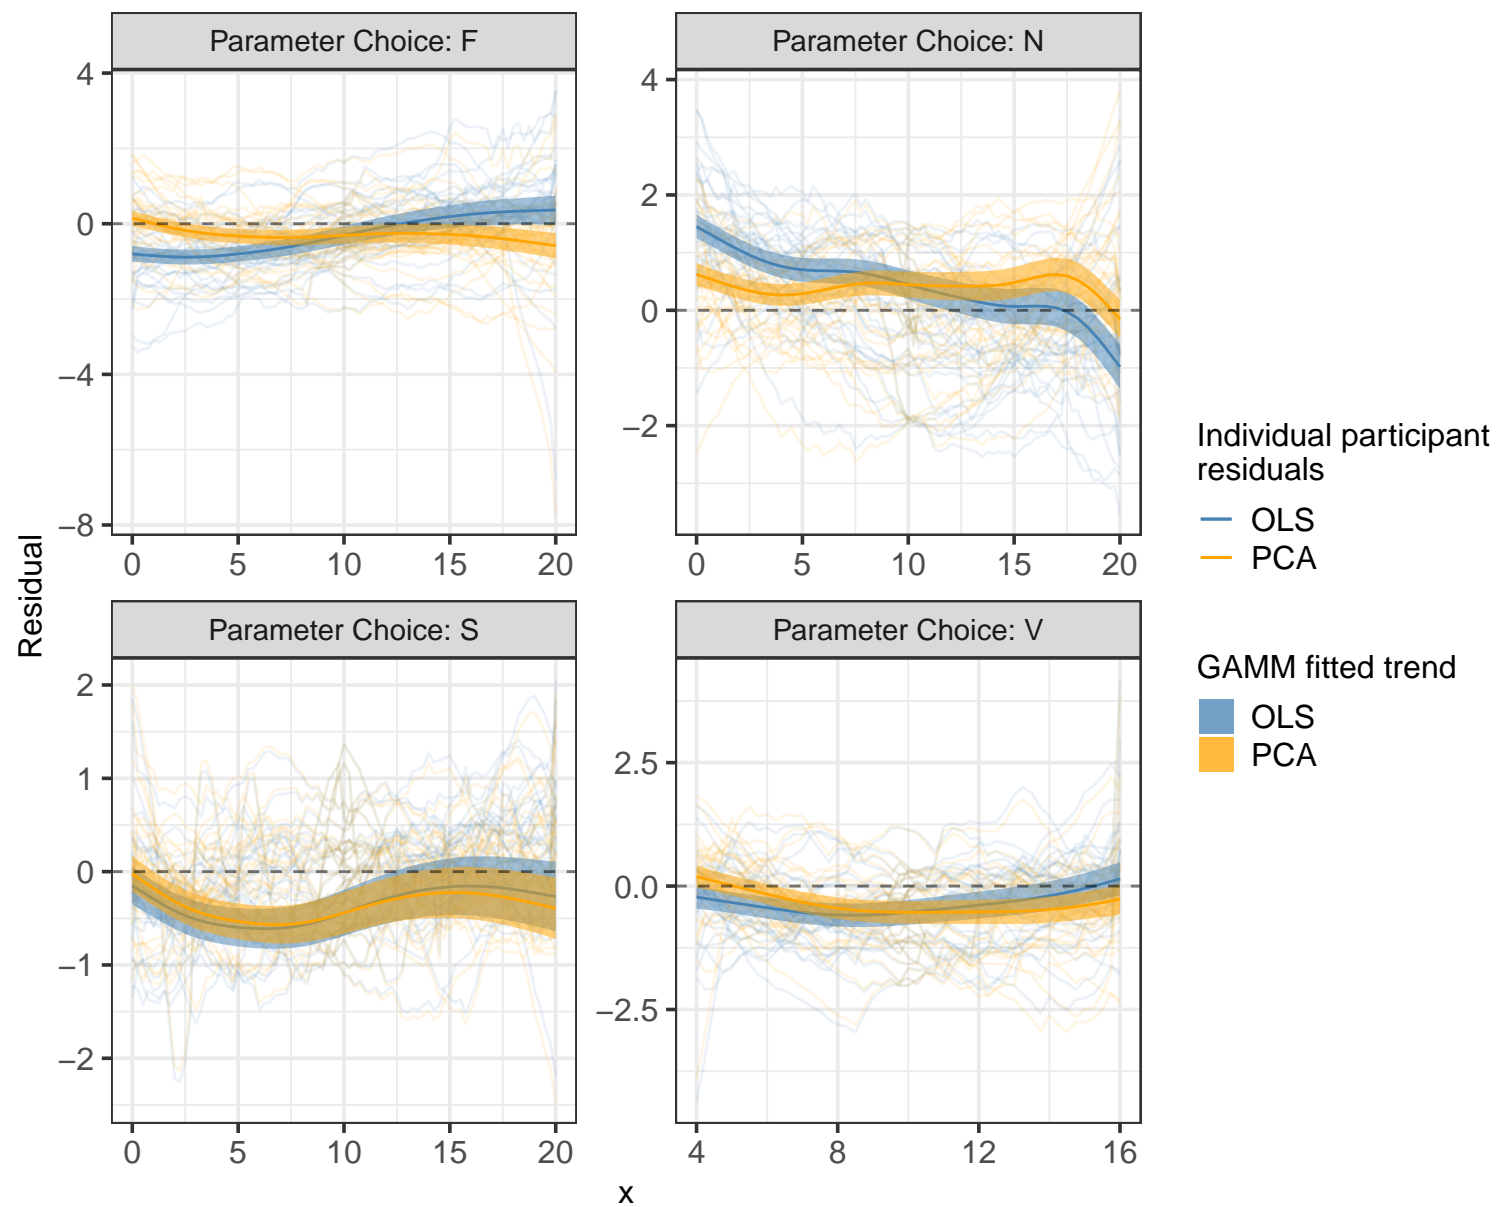 Parameter Choice: F
Parameter Choice: N
4
0
−4
−8
0 5 10 15 20
4
2
0
−2
0 5 10 15 20
Parameter Choice: S
Parameter Choice: V
2
1
0
−1
−2
0 5 10 15 20
2.5
0.0
−2.5
4 8 12 16
Residual
x
Individual participant
residuals
OLS
PCA
GAMM fitted trend
OLS
PCA